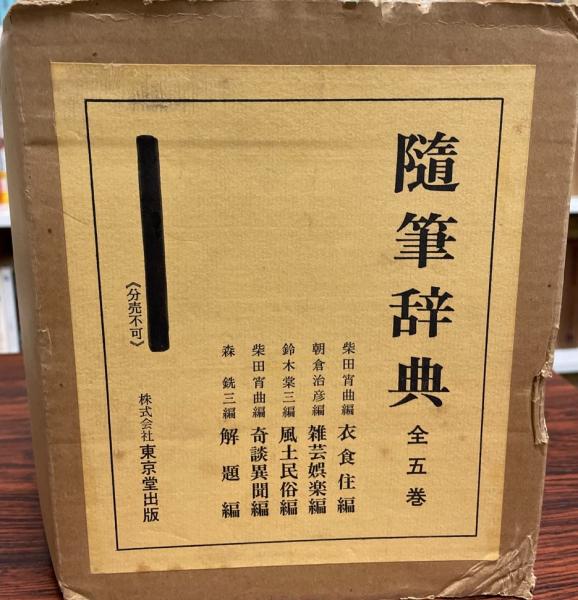 隨筆辞典 全五巻
柴田宵曲編 衣食住編
朝倉治彦編 雑芸娯楽編
鈴木棠三編 風土民俗編
柴田宵曲編 奇談異聞編
森銑三編 解題編
《分売不可》
株式会社 東京堂出版